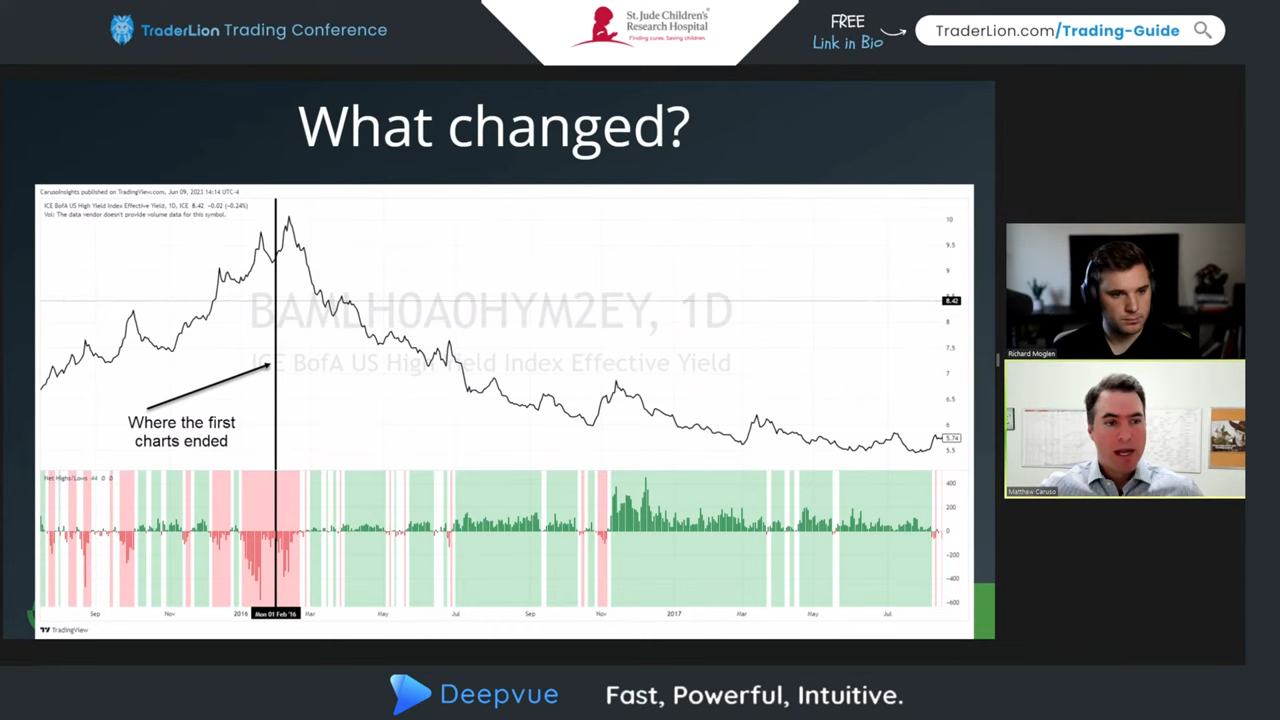 TraderLion Trading Conference
St. Jude Children's
Research Hospital
Finding cures. Saving children.
FREE
Link in Bio
TraderLion.com/Trading-Guide
What changed?
CarusoInsights published on TradingView.com, Jun 09, 2023 14:14 UTC-4
ICE BofA US High Yield Index Effective Yield, 1D, ICE 8.42 −0.02 (−0.24%)
Vol: The data vendor doesn't provide volume data for this symbol.
BAMLH0A0HYM2EY, 1D
ICE BofA US High Yield Index Effective Yield
10
9.5
9
8.42
8
7.5
7
6.5
6
5.74
5.5
Where the first
charts ended
Net Highs/Lows 44 0 0
400
200
0
−200
−400
−600
Sep
Nov
2016
Mon 01 Feb '16
Mar
May
Jul
Sep
Nov
2017
Mar
May
Jul
TradingView
Richard Moglen
Matthew Caruso
Deepvue
Fast, Powerful, Intuitive.